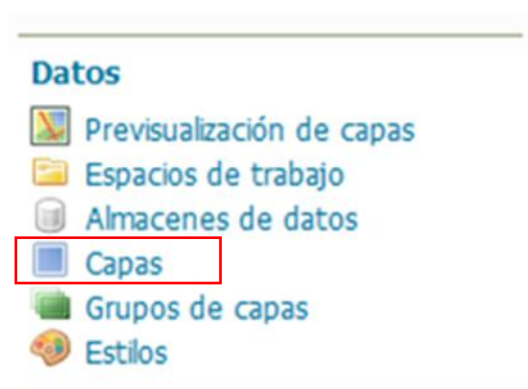 Datos
Previsualización de capas
Espacios de trabajo
Almacenes de datos
Capas
Grupos de capas
Estilos